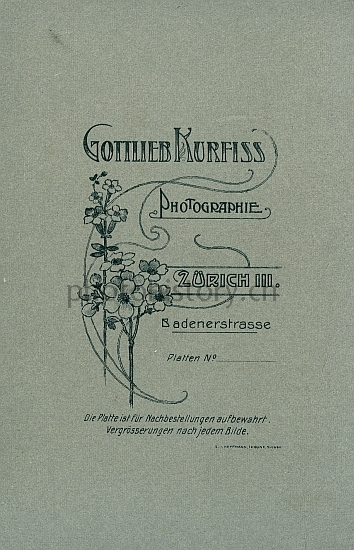 GOTTLIEB KURFISS
PHOTOGRAPHIE
ZÜRICH III.
Badenerstrasse
Platten Nº
Die Platte ist für Nachbestellungen aufbewahrt.
Vergrösserungen nach jedem Bilde.